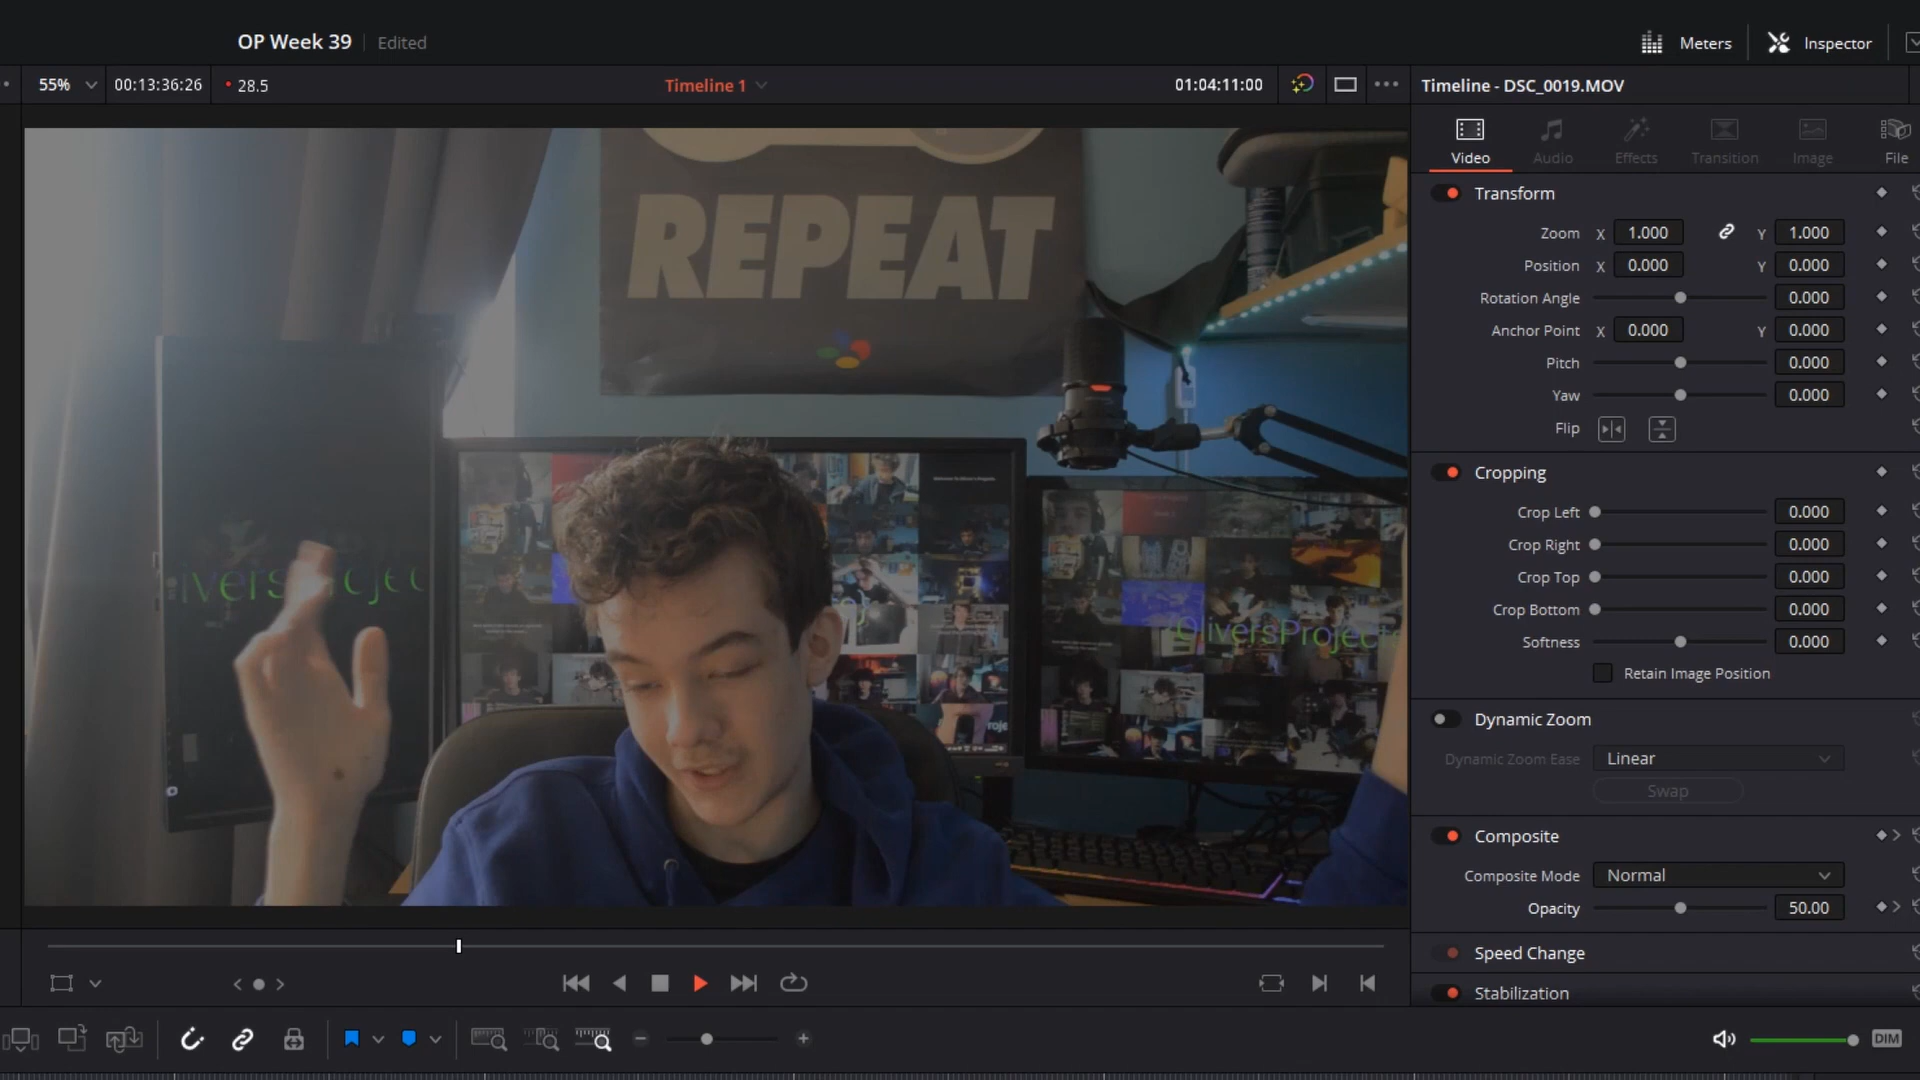 OP Week 39 Edited
Meters Inspector
55% 00:13:36:26 28.5 Timeline 1 01:04:11:00
Timeline - DSC_0019.MOV
Video Audio Effects Transition Image File
Transform
Zoom X 1.000 Y 1.000
Position X 0.000 Y 0.000
Rotation Angle 0.000
Anchor Point X 0.000 Y 0.000
Pitch 0.000
Yaw 0.000
Flip
Cropping
Crop Left 0.000
Crop Right 0.000
Crop Top 0.000
Crop Bottom 0.000
Softness 0.000
Retain Image Position
Dynamic Zoom
Dynamic Zoom Ease Linear
Swap
Composite
Composite Mode Normal
Opacity 50.00
Speed Change
Stabilization
REPEAT
OliversProjects
DIM